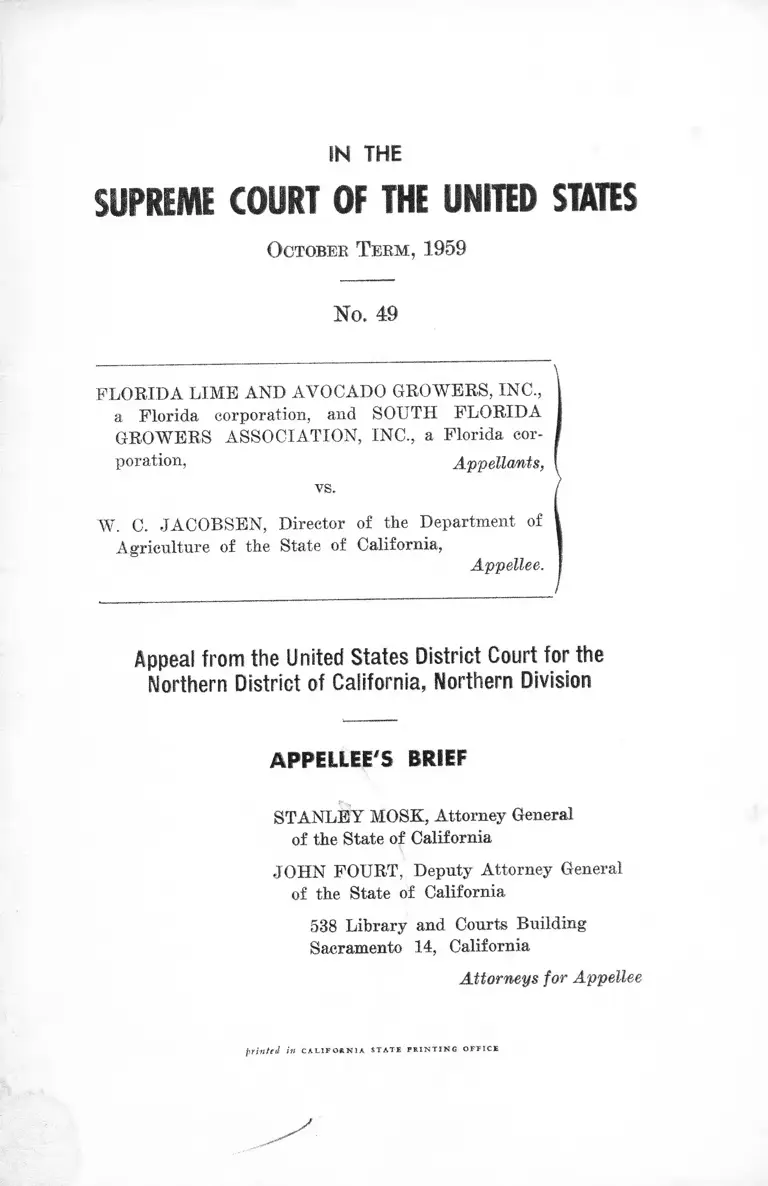 IN THE
SUPREME COURT OF THE UNITED STATES
OCTOBER TERM, 1959
No. 49
FLORIDA LIME AND AVOCADO GROWERS, INC.,
a Florida corporation, and SOUTH FLORIDA
GROWERS ASSOCIATION, INC., a Florida cor-
poration, Appellants,
vs.
W. C. JACOBSEN, Director of the Department of
Agriculture of the State of California,
Appellee.
Appeal from the United States District Court for the
Northern District of California, Northern Division
APPELLEE'S BRIEF
STANLEY MOSK, Attorney General
of the State of California
JOHN FOURT, Deputy Attorney General
of the State of California
538 Library and Courts Building
Sacramento 14, California
Attorneys for Appellee
printed in CALIFORNIA STATE PRINTING OFFICE